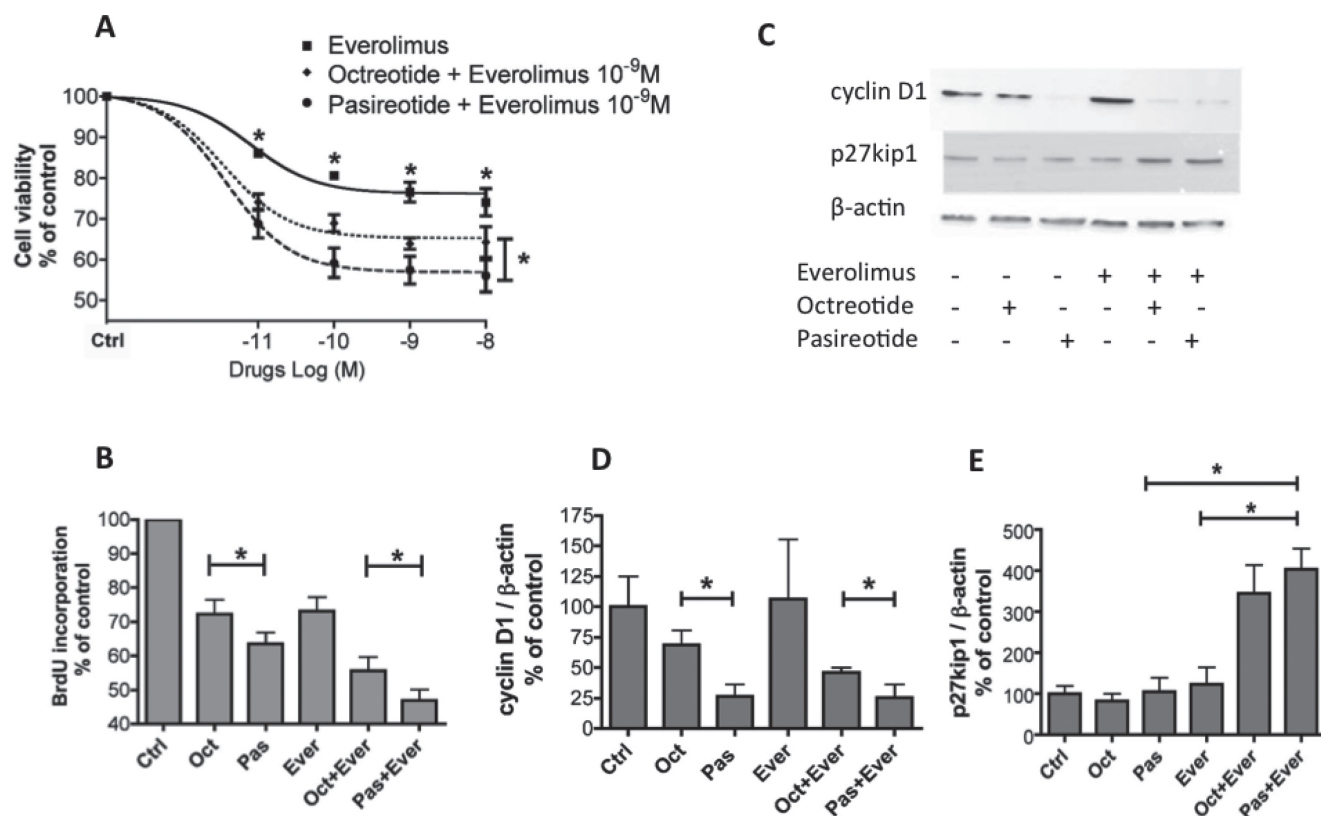 A
■ Everolimus
◆ Octreotide + Everolimus 10⁻⁹M
● Pasireotide + Everolimus 10⁻⁹M
Cell viability
% of control
100
90
80
70
60
50
* * * *
*
Ctrl -11 -10 -9 -8
Drugs Log (M)
C
cyclin D1
p27kip1
β-actin
Everolimus - - - + + +
Octreotide - + - - + -
Pasireotide - - + - - +
B
BrdU incorporation
% of control
100
90
80
70
60
50
40
* *
Ctrl Oct Pas Ever Oct+Ever Pas+Ever
D
cyclin D1 / β-actin
% of control
175
150
125
100
75
50
25
0
* *
Ctrl Oct Pas Ever Oct+Ever Pas+Ever
E
p27kip1 / β-actin
% of control
500
400
300
200
100
0
*
*
Ctrl Oct Pas Ever Oct+Ever Pas+Ever